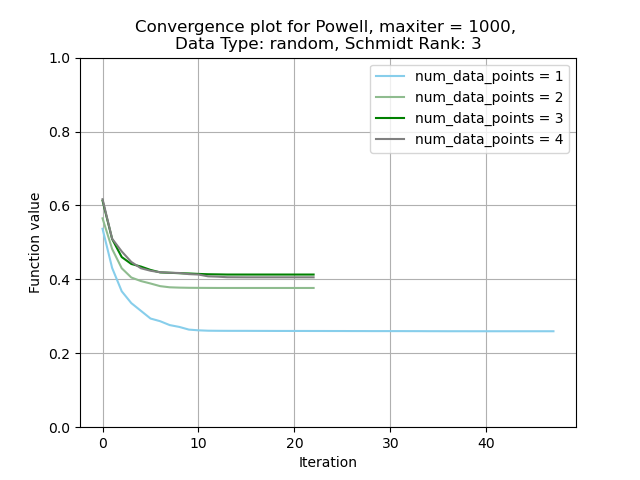 Convergence plot for Powell, maxiter = 1000,
Data Type: random, Schmidt Rank: 3
num_data_points = 1
num_data_points = 2
num_data_points = 3
num_data_points = 4
Function value
1.0
0.8
0.6
0.4
0.2
0.0
0
10
20
30
40
Iteration